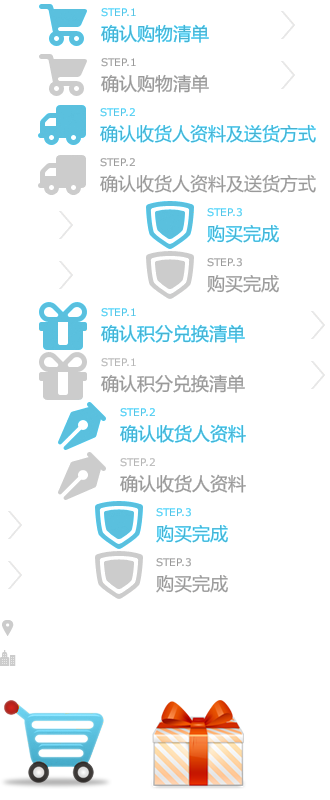 STEP.1
确认购物清单
STEP.1
确认购物清单
STEP.2
确认收货人资料及送货方式
STEP.2
确认收货人资料及送货方式
STEP.3
购买完成
STEP.3
购买完成
STEP.1
确认积分兑换清单
STEP.1
确认积分兑换清单
STEP.2
确认收货人资料
STEP.2
确认收货人资料
STEP.3
购买完成
STEP.3
购买完成